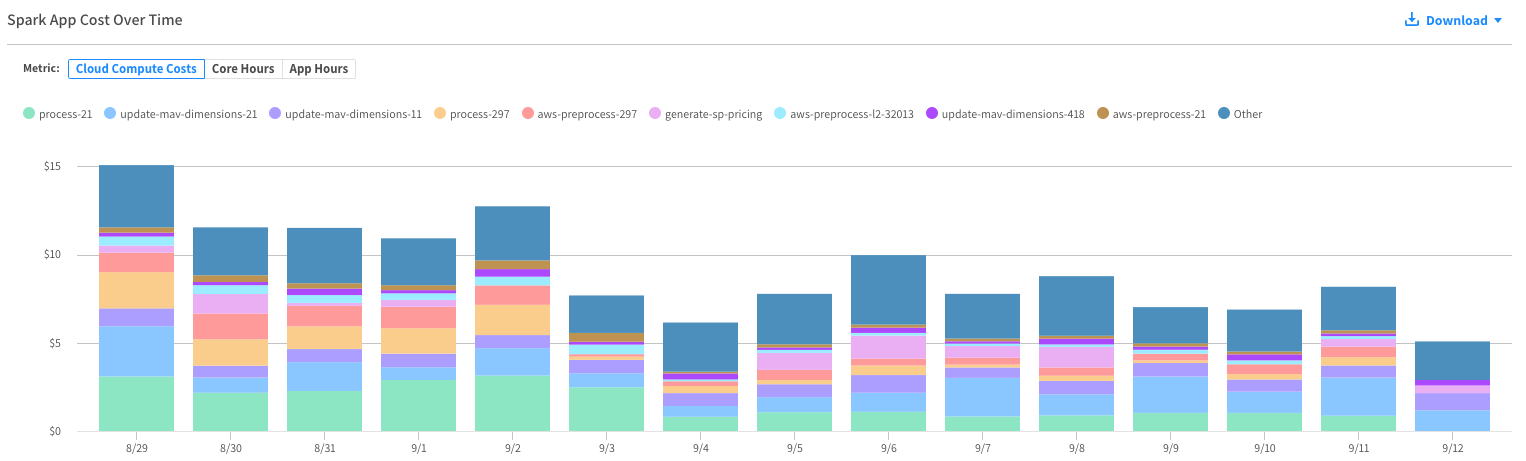 Spark App Cost Over Time
Download
Metric: Cloud Compute Costs Core Hours App Hours
process-21 update-mav-dimensions-21 update-mav-dimensions-11 process-297 aws-preprocess-297 generate-sp-pricing aws-preprocess-l2-32013 update-mav-dimensions-418 aws-preprocess-21 Other
$15
$10
$5
$0
8/29 8/30 8/31 9/1 9/2 9/3 9/4 9/5 9/6 9/7 9/8 9/9 9/10 9/11 9/12